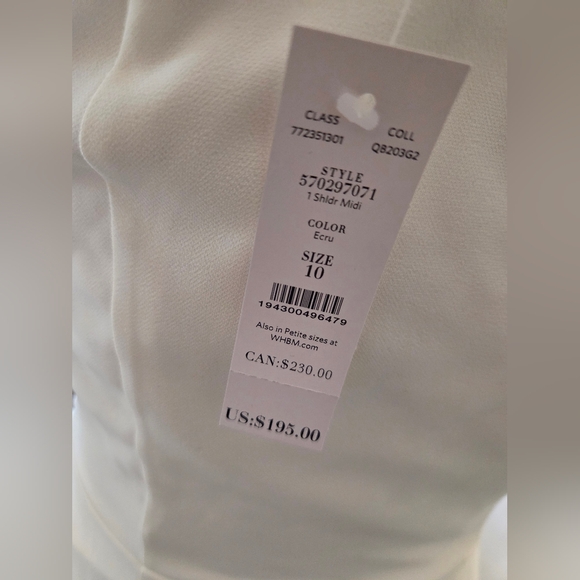 CLASS
772351301
COLL
QB203G2
STYLE
570297071
1 Shldr Midi
COLOR
Ecru
SIZE
10
194300496479
Also in Petite sizes at
WHBM.com
CAN:$230.00
US:$195.00